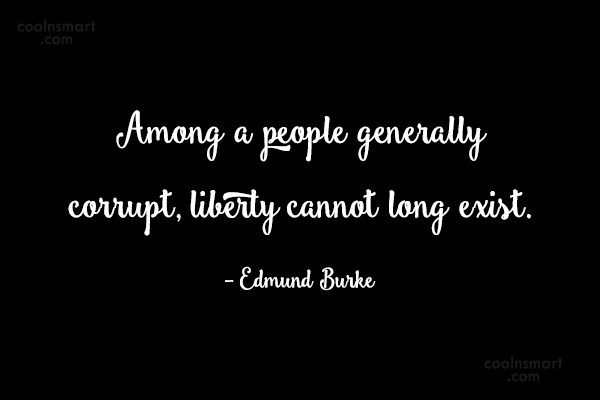 coolnsmart
.com
Among a people generally
corrupt, liberty cannot long exist.
- Edmund Burke
coolnsmart
.com